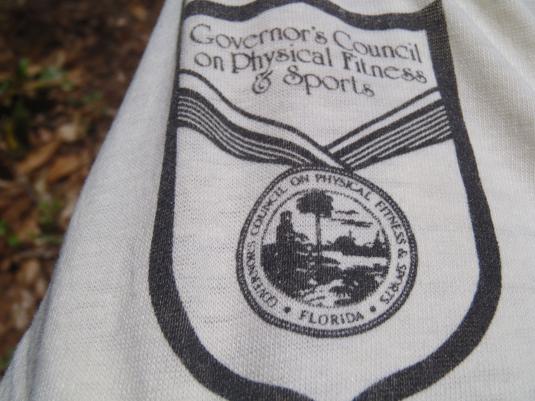 Governor's Council
on Physical Fitness
& Sports
GOVERNOR'S COUNCIL ON PHYSICAL FITNESS & SPORTS
• FLORIDA •